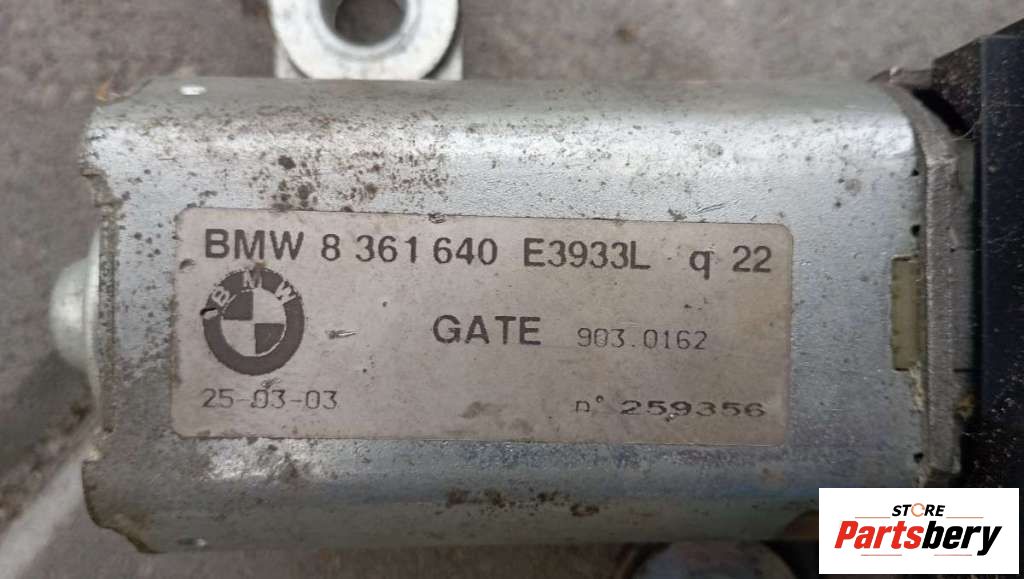 BMW 8 361 640 E3933L q 22
BMW
GATE 903.0162
25-03-03 n° 259356
STORE
Partsbery